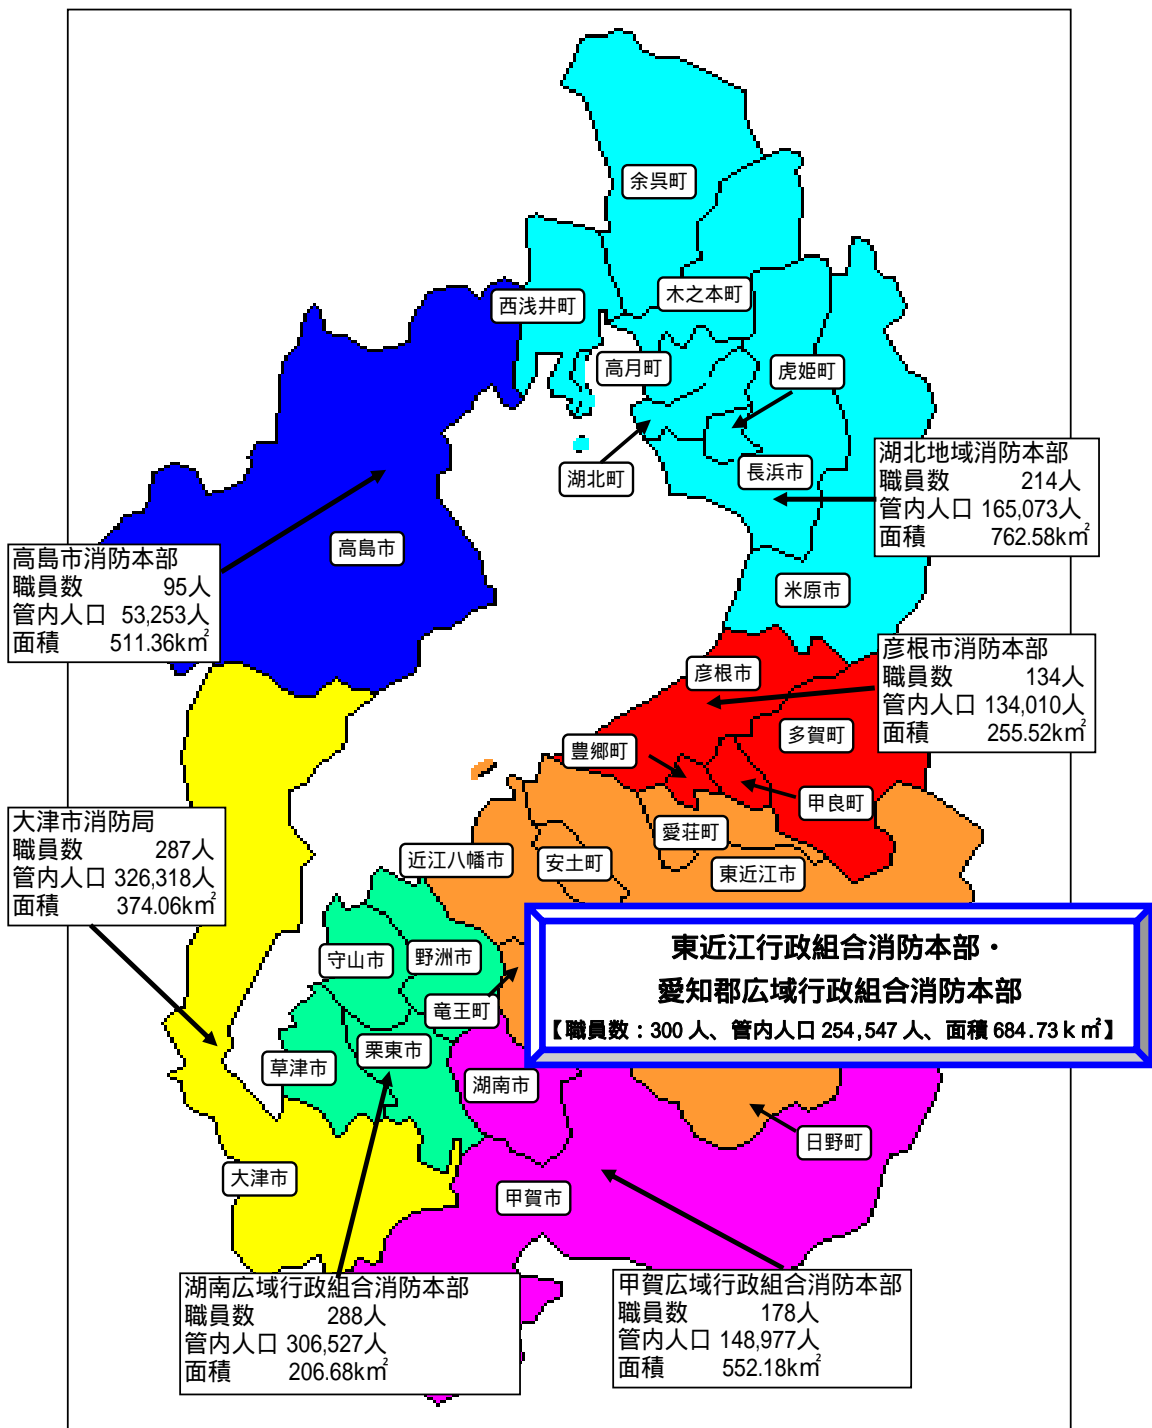 余呉町
木之本町
西浅井町
高月町
虎姫町
湖北町
長浜市
湖北地域消防本部
職員数 214人
管内人口 165,073人
面積 762.58km²
高島市
高島市消防本部
職員数 95人
管内人口 53,253人
面積 511.36km²
米原市
彦根市消防本部
職員数 134人
管内人口 134,010人
面積 255.52km²
彦根市
多賀町
豊郷町
甲良町
大津市消防局
職員数 287人
管内人口 326,318人
面積 374.06km²
愛荘町
近江八幡市
安土町
東近江市
東近江行政組合消防本部・
愛知郡広域行政組合消防本部
【職員数：300人、管内人口 254,547人、面積 684.73ｋ㎡】
守山市
野洲市
竜王町
栗東市
草津市
湖南市
日野町
大津市
甲賀市
湖南広域行政組合消防本部
職員数 288人
管内人口 306,527人
面積 206.68km²
甲賀広域行政組合消防本部
職員数 178人
管内人口 148,977人
面積 552.18km²